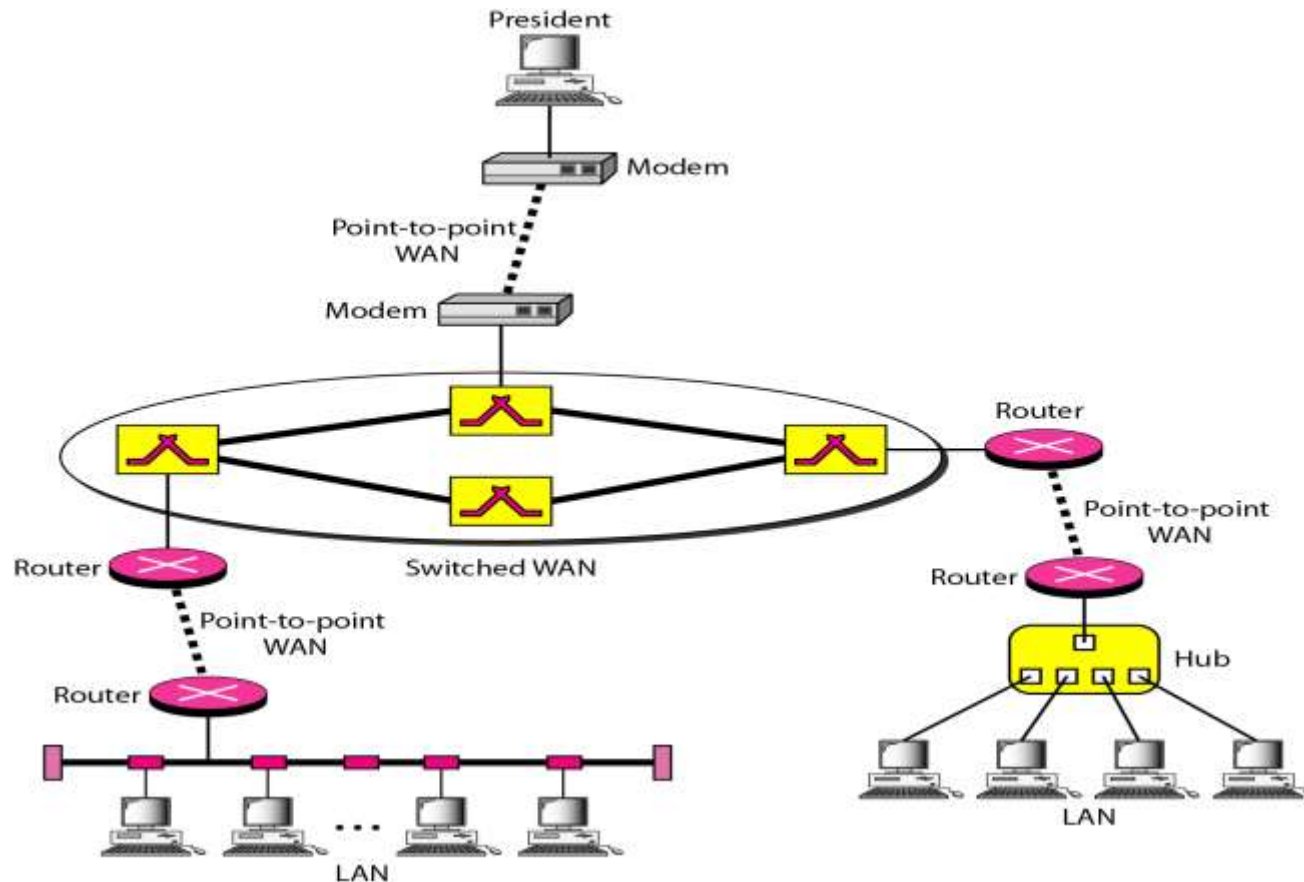 President
Modem
Point-to-point
WAN
Modem
Router
Switched WAN
Router
Point-to-point
WAN
Router
Point-to-point
WAN
Router
Hub
LAN
LAN